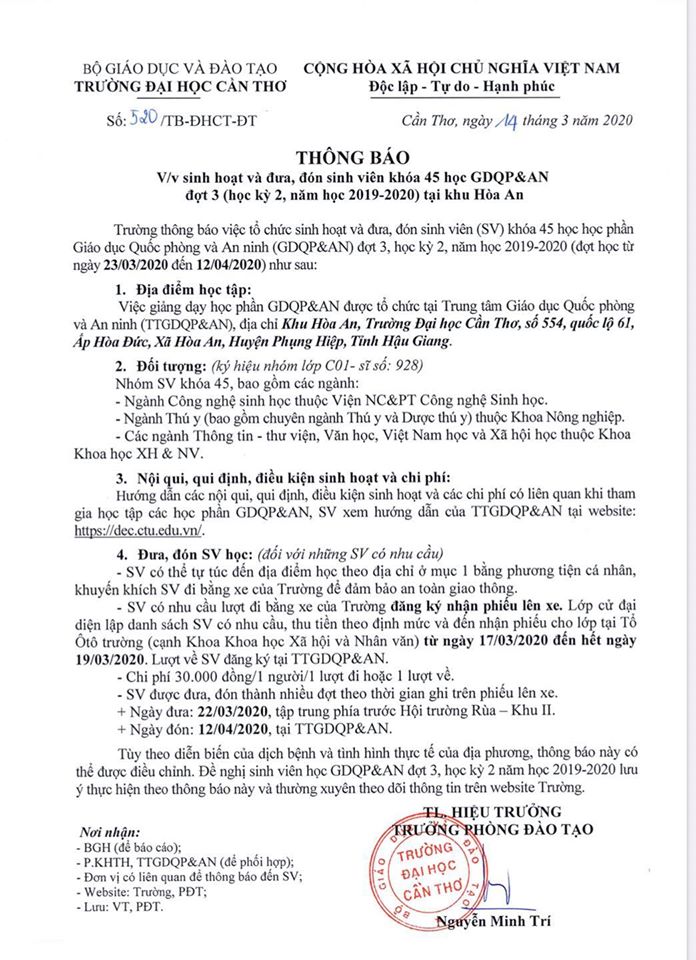 BỘ GIÁO DỤC VÀ ĐÀO TẠO
TRƯỜNG ĐẠI HỌC CẦN THƠ
CỘNG HÒA XÃ HỘI CHỦ NGHĨA VIỆT NAM
Độc lập - Tự do - Hạnh phúc
Số: 520/TB-ĐHCT-ĐT
Cần Thơ, ngày 14 tháng 3 năm 2020
THÔNG BÁO
V/v sinh hoạt và đưa, đón sinh viên khóa 45 học GDQP&AN
đợt 3 (học kỳ 2, năm học 2019-2020) tại khu Hòa An
Trường thông báo việc tổ chức sinh hoạt và đưa, đón sinh viên (SV) khóa 45 học học phần
Giáo dục Quốc phòng và An ninh (GDQP&AN) đợt 3, học kỳ 2, năm học 2019-2020 (đợt học từ
ngày 23/03/2020 đến 12/04/2020) như sau:
1. Địa điểm học tập:
Việc giảng dạy học phần GDQP&AN được tổ chức tại Trung tâm Giáo dục Quốc phòng
và An ninh (TTGDQP&AN), địa chỉ Khu Hòa An, Trường Đại học Cần Thơ, số 554, quốc lộ 61,
Ấp Hòa Đức, Xã Hòa An, Huyện Phụng Hiệp, Tỉnh Hậu Giang.
2. Đối tượng: (ký hiệu nhóm lớp C01- sĩ số: 928)
Nhóm SV khóa 45, bao gồm các ngành:
- Ngành Công nghệ sinh học thuộc Viện NC&PT Công nghệ Sinh học.
- Ngành Thú y (bao gồm chuyên ngành Thú y và Dược thú y) thuộc Khoa Nông nghiệp.
- Các ngành Thông tin - thư viện, Văn học, Việt Nam học và Xã hội học thuộc Khoa
Khoa học XH & NV.
3. Nội qui, qui định, điều kiện sinh hoạt và chi phí:
Hướng dẫn các nội qui, qui định, điều kiện sinh hoạt và các chi phí có liên quan khi tham
gia học tập các học phần GDQP&AN, SV xem hướng dẫn của TTGDQP&AN tại website:
https://dec.ctu.edu.vn/.
4. Đưa, đón SV học: (đối với những SV có nhu cầu)
- SV có thể tự túc đến địa điểm học theo địa chỉ ở mục 1 bằng phương tiện cá nhân,
khuyến khích SV đi bằng xe của Trường để đảm bảo an toàn giao thông.
- SV có nhu cầu lượt đi bằng xe của Trường đăng ký nhận phiếu lên xe. Lớp cử đại
diện lập danh sách SV có nhu cầu, thu tiền theo định mức và đến nhận phiếu cho lớp tại Tổ
Ôtô trường (cạnh Khoa Khoa học Xã hội và Nhân văn) từ ngày 17/03/2020 đến hết ngày
19/03/2020. Lượt về SV đăng ký tại TTGDQP&AN.
- Chi phí 30.000 đồng/1 người/1 lượt đi hoặc 1 lượt về.
- SV được đưa, đón thành nhiều đợt theo thời gian ghi trên phiếu lên xe.
+ Ngày đưa: 22/03/2020, tập trung phía trước Hội trường Rùa – Khu II.
+ Ngày đón: 12/04/2020, tại TTGDQP&AN.
Tùy theo diễn biến của dịch bệnh và tình hình thực tế của địa phương, thông báo này có
thể được điều chỉnh. Đề nghị sinh viên học GDQP&AN đợt 3, học kỳ 2 năm học 2019-2020 lưu
ý thực hiện theo thông báo này và thường xuyên theo dõi thông tin trên website Trường.
TL. HIỆU TRƯỞNG
TRƯỞNG PHÒNG ĐÀO TẠO
Nơi nhận:
- BGH (để báo cáo);
- P.KHTH, TTGDQP&AN (để phối hợp);
- Đơn vị có liên quan để thông báo đến SV;
- Website: Trường, PĐT;
- Lưu: VT, PĐT.
BỘ GIÁO DỤC VÀ ĐÀO TẠO
TRƯỜNG
ĐẠI HỌC
CẦN THƠ
Nguyễn Minh Trí